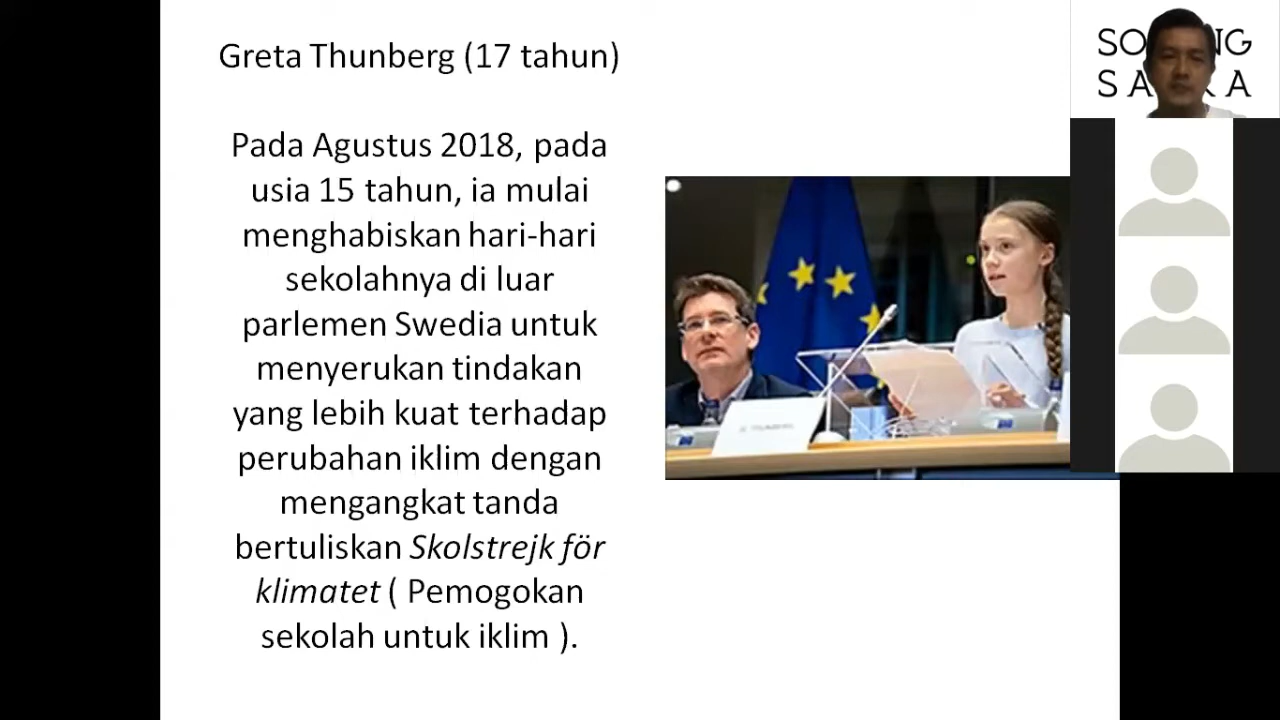 Greta Thunberg (17 tahun)
Pada Agustus 2018, pada
usia 15 tahun, ia mulai
menghabiskan hari-hari
sekolahnya di luar
parlemen Swedia untuk
menyerukan tindakan
yang lebih kuat terhadap
perubahan iklim dengan
mengangkat tanda
bertuliskan Skolstrejk för
klimatet ( Pemogokan
sekolah untuk iklim ).